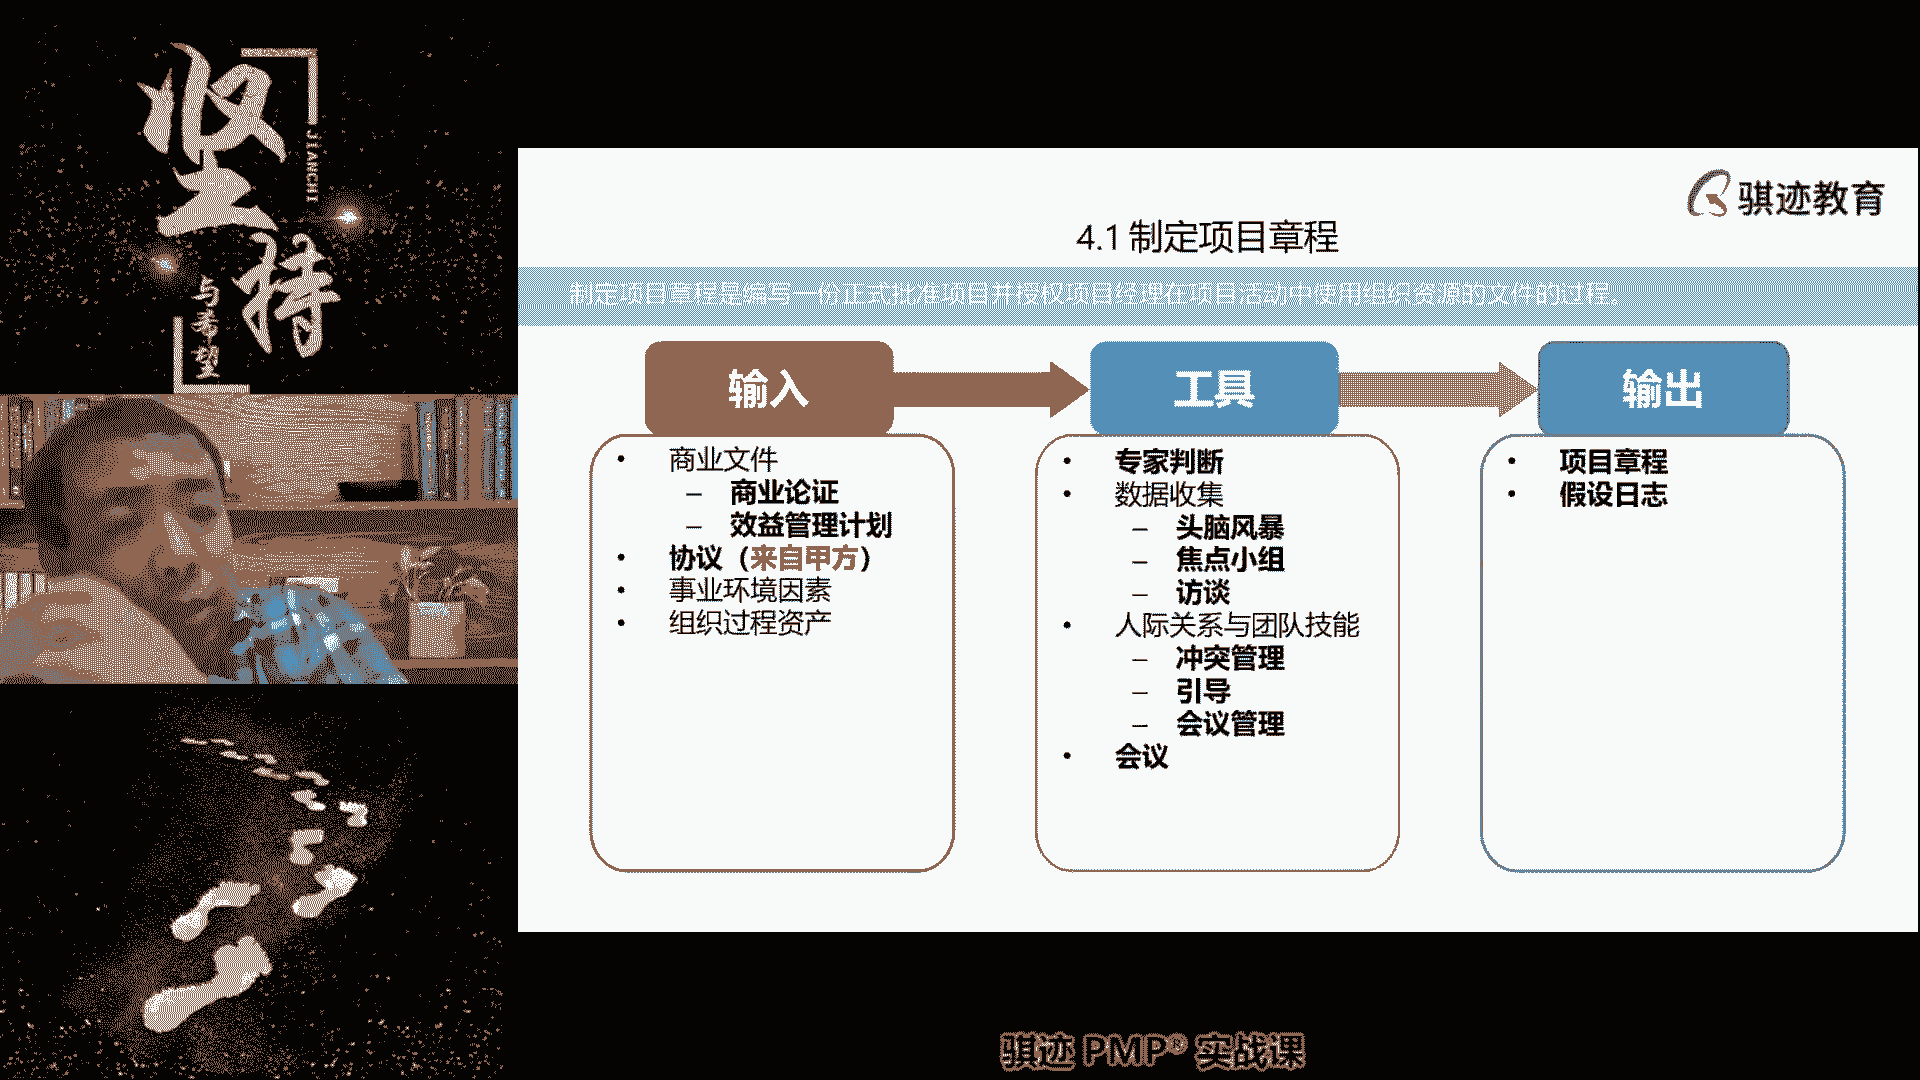 坚持
JIANCHI
与希望
骐迹教育
4.1 制定项目章程
制定项目章程是编写一份正式批准项目并授权项目经理在项目活动中使用组织资源的文件的过程。
输入
• 商业文件
– 商业论证
– 效益管理计划
• 协议（来自甲方）
• 事业环境因素
• 组织过程资产
工具
• 专家判断
• 数据收集
– 头脑风暴
– 焦点小组
– 访谈
• 人际关系与团队技能
– 冲突管理
– 引导
– 会议管理
• 会议
输出
• 项目章程
• 假设日志
骐迹 PMP® 实战课